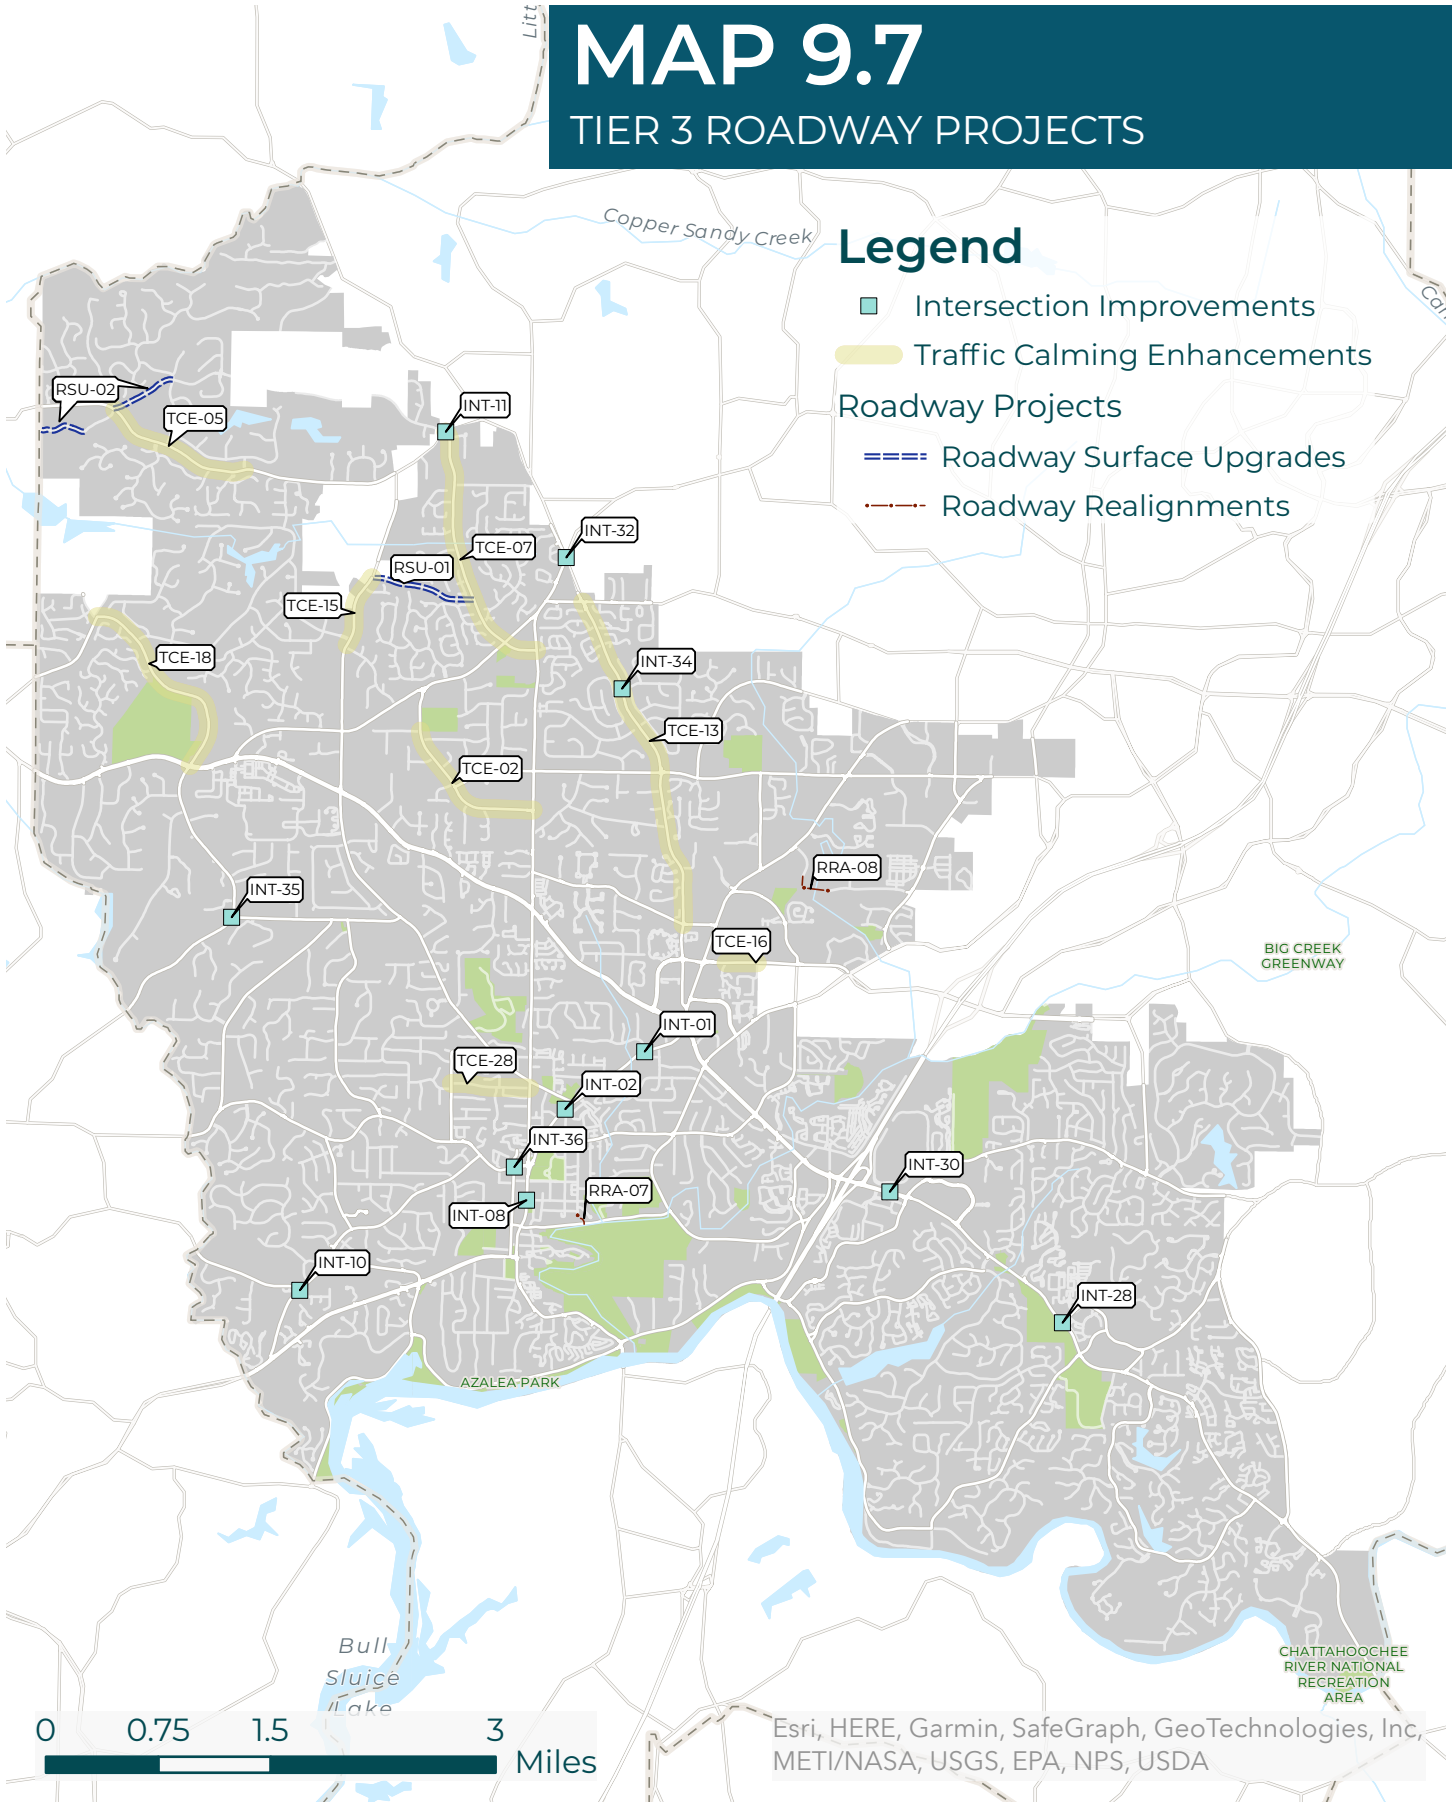 Litt
MAP 9.7
TIER 3 ROADWAY PROJECTS
Copper Sandy Creek
Legend
Intersection Improvements
Traffic Calming Enhancements
Roadway Projects
Roadway Surface Upgrades
Roadway Realignments
RSU-02
TCE-05
INT-11
INT-32
TCE-07
RSU-01
TCE-15
TCE-18
INT-34
TCE-13
TCE-02
RRA-08
INT-35
TCE-16
BIG CREEK
GREENWAY
INT-01
TCE-28
INT-02
INT-36
INT-30
RRA-07
INT-08
INT-10
INT-28
AZALEA PARK
Bull
Sluice
Lake
CHATTAHOOCHEE
RIVER NATIONAL
RECREATION
AREA
0 0.75 1.5 3
Miles
Esri, HERE, Garmin, SafeGraph, GeoTechnologies, Inc,
METI/NASA, USGS, EPA, NPS, USDA